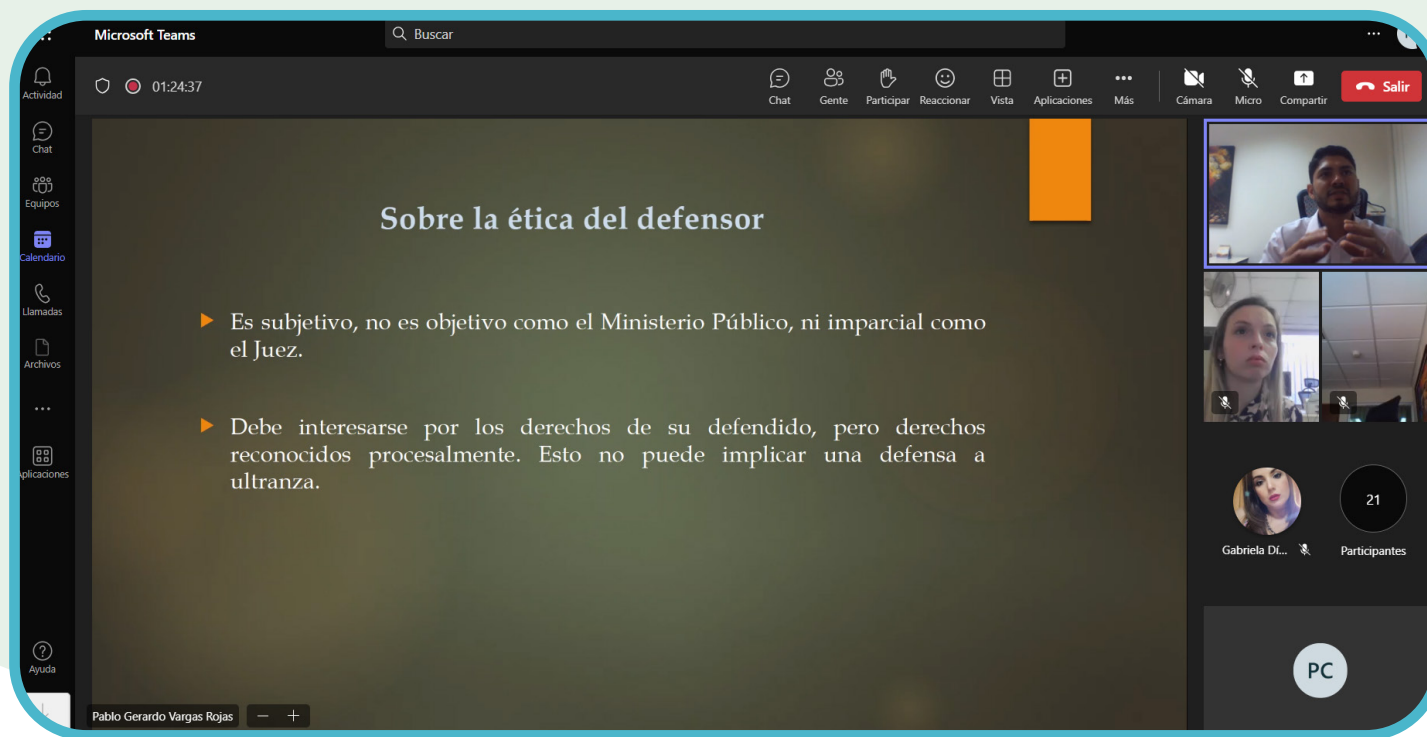 Microsoft Teams
Buscar
01:24:37
Chat
Gente
Participar
Reaccionar
Vista
Aplicaciones
Más
Cámara
Micro
Compartir
Salir
Actividad
Chat
Equipos
Calendario
Llamadas
Archivos
plicaciones
Ayuda
Sobre la ética del defensor
Es subjetivo, no es objetivo como el Ministerio Público, ni imparcial como
el Juez.
Debe interesarse por los derechos de su defendido, pero derechos
reconocidos procesalmente. Esto no puede implicar una defensa a
ultranza.
Pablo Gerardo Vargas Rojas
Gabriela Dí...
21
Participantes
PC